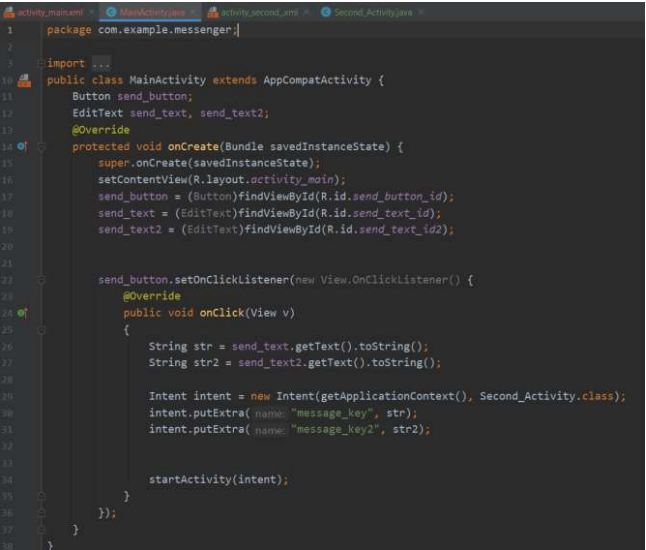 activity_main.xml MainActivity.java activity_second_.xml Second_Activity.java
1 package com.example.messenger;
2
3 import ...
10 public class MainActivity extends AppCompatActivity {
11 Button send_button;
12 EditText send_text, send_text2;
13 @Override
14 protected void onCreate(Bundle savedInstanceState) {
15 super.onCreate(savedInstanceState);
16 setContentView(R.layout.activity_main);
17 send_button = (Button)findViewById(R.id.send_button_id);
18 send_text = (EditText)findViewById(R.id.send_text_id);
19 send_text2 = (EditText)findViewById(R.id.send_text_id2);
20
21
22 send_button.setOnClickListener(new View.OnClickListener() {
23 @Override
24 public void onClick(View v)
25 {
26 String str = send_text.getText().toString();
27 String str2 = send_text2.getText().toString();
28
29 Intent intent = new Intent(getApplicationContext(), Second_Activity.class);
30 intent.putExtra( name: "message_key", str);
31 intent.putExtra( name: "message_key2", str2);
32
33
34 startActivity(intent);
35 }
36 });
37 }
38 }